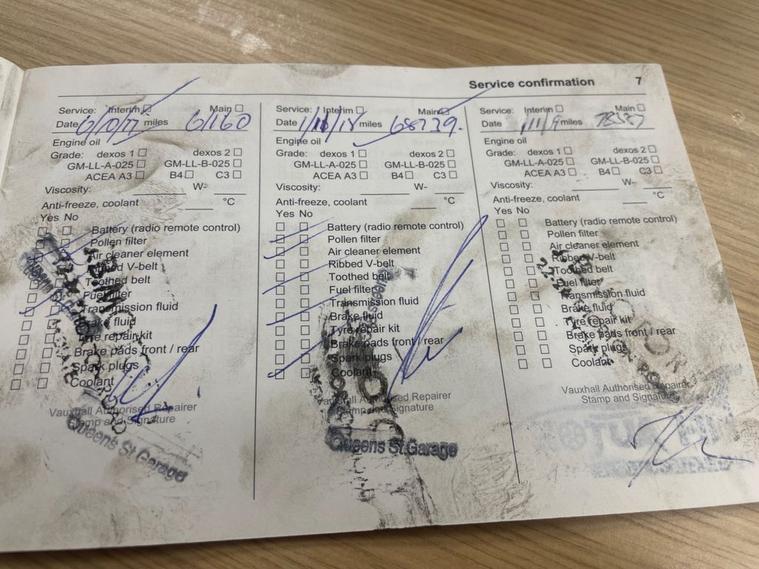 Service confirmation 7
Service: Interim Main
Date 6/10/17 miles 61160
Engine oil
Grade: dexos 1 dexos 2
GM-LL-A-025 GM-LL-B-025
ACEA A3 B4 C3
Viscosity: W-
Anti-freeze, coolant °C
Yes No
Battery (radio remote control)
Pollen filter
Air cleaner element
Ribbed V-belt
Toothed belt
Fuel filter
Transmission fluid
Brake fluid
Tyre repair kit
Brake pads front / rear
Spark plugs
Coolant
Vauxhall Authorised Repairer
Stamp and Signature
Queens St.Garage
Service: Interim Main
Date miles 68739.
Engine oil
Grade: dexos 1 dexos 2
GM-LL-A-025 GM-LL-B-025
ACEA A3 B4 C3
Viscosity: W-
Anti-freeze, coolant °C
Yes No
Battery (radio remote control)
Pollen filter
Air cleaner element
Ribbed V-belt
Toothed belt
Fuel filter
Transmission fluid
Brake fluid
Tyre repair kit
Brake pads front / rear
Spark plugs
Coolant
Vauxhall Authorised Repairer
Stamp and Signature
Queens St.Garage
Service: Interim Main
Date miles
Engine oil
Grade: dexos 1 dexos 2
GM-LL-A-025 GM-LL-B-025
ACEA A3 B4 C3
Viscosity: W-
Anti-freeze, coolant °C
Yes No
Battery (radio remote control)
Pollen filter
Air cleaner element
Ribbed V-belt
Toothed belt
Fuel filter
Transmission fluid
Brake fluid
Tyre repair kit
Brake pads front / rear
Spark plugs
Coolant
Vauxhall Authorised Repairer
Stamp and Signature